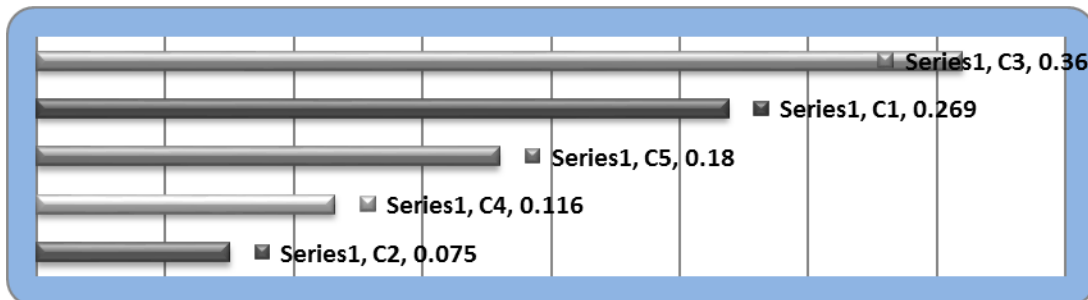 Series1, C3, 0.36
Series1, C1, 0.269
Series1, C5, 0.18
Series1, C4, 0.116
Series1, C2, 0.075